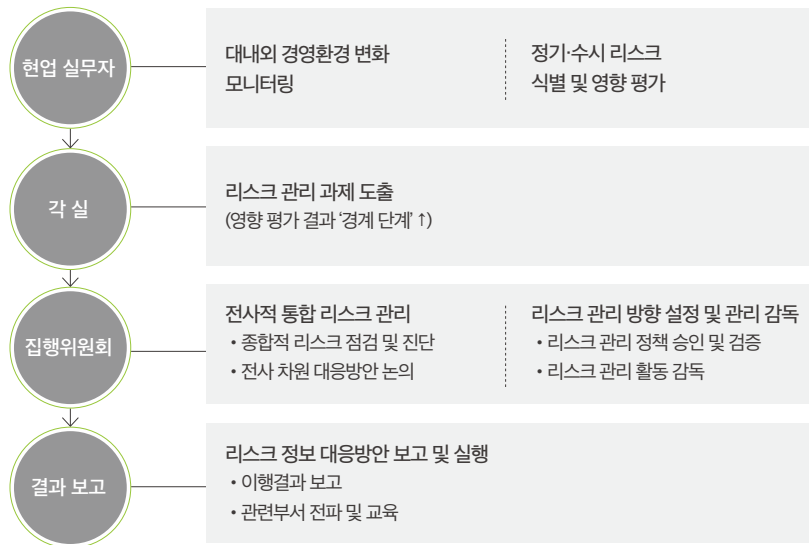 현업 실무자
대내외 경영환경 변화
모니터링
정기·수시 리스크
식별 및 영향 평가
각 실
리스크 관리 과제 도출
(영향 평가 결과 ‘경계 단계’ ↑)
집행위원회
전사적 통합 리스크 관리
• 종합적 리스크 점검 및 진단
• 전사 차원 대응방안 논의
리스크 관리 방향 설정 및 관리 감독
• 리스크 관리 정책 승인 및 검증
• 리스크 관리 활동 감독
결과 보고
리스크 정보 대응방안 보고 및 실행
• 이행결과 보고
• 관련부서 전파 및 교육